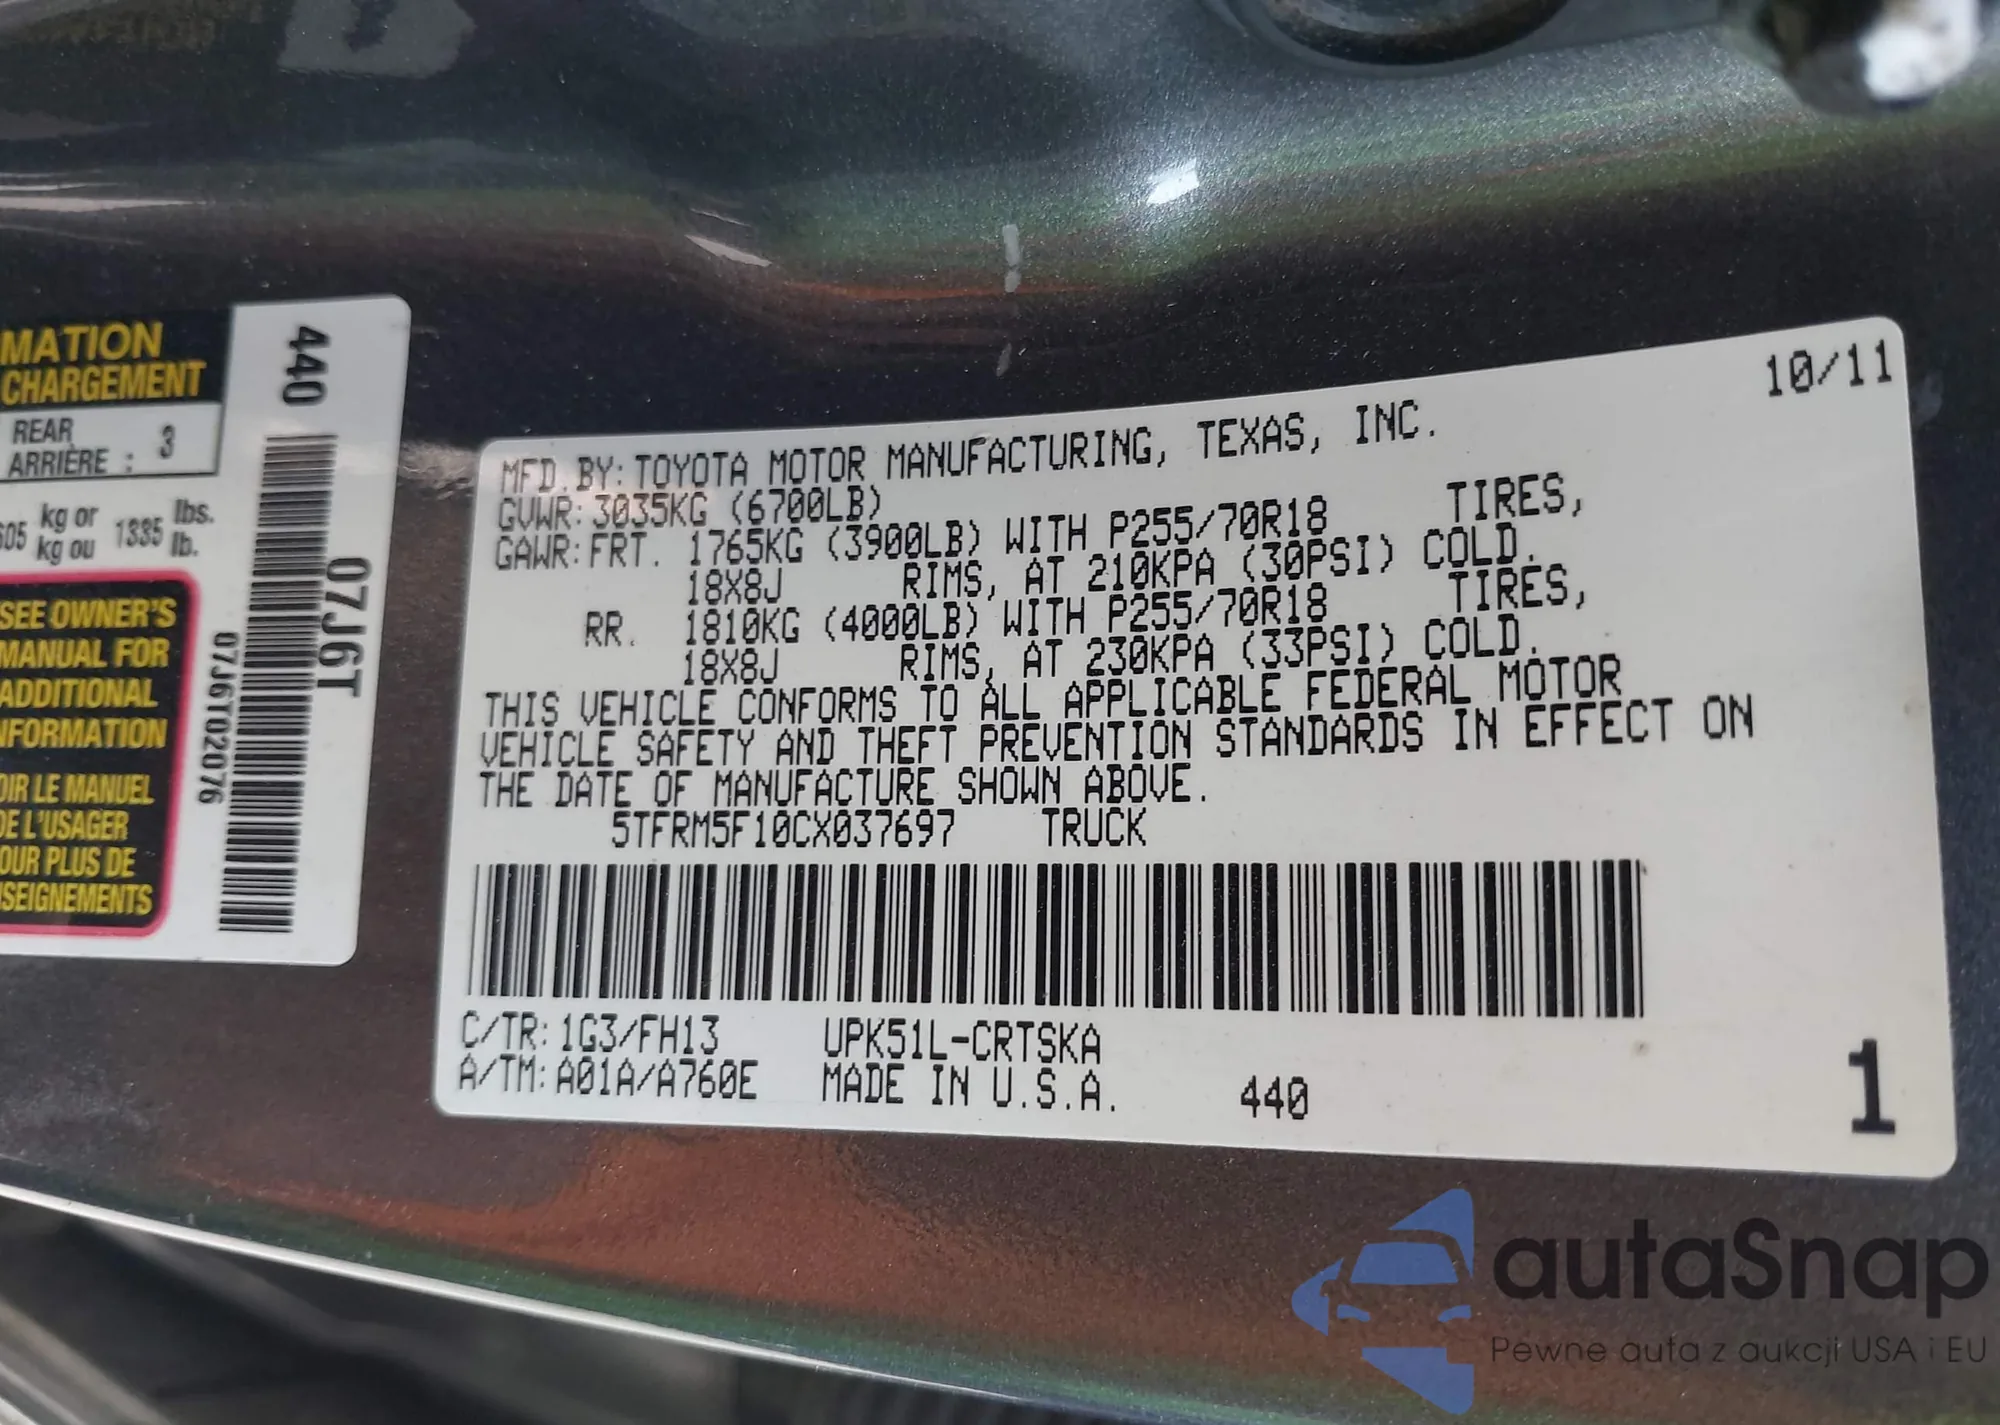 MATION
CHARGEMENT
REAR
ARRIÈRE : 3
605 kg or
kg ou 1335 lbs.
lb.
SEE OWNER'S
MANUAL FOR
ADDITIONAL
INFORMATION
OIR LE MANUEL
DE L'USAGER
OUR PLUS DE
NSEIGNEMENTS
440
07J6T
07J6T02076
10/11
MFD.BY:TOYOTA MOTOR MANUFACTURING, TEXAS, INC.
GVWR:3035KG (6700LB)
GAWR:FRT. 1765KG (3900LB) WITH P255/70R18 TIRES,
18X8J RIMS, AT 210KPA (30PSI) COLD.
RR. 1810KG (4000LB) WITH P255/70R18 TIRES,
18X8J RIMS, AT 230KPA (33PSI) COLD.
THIS VEHICLE CONFORMS TO ALL APPLICABLE FEDERAL MOTOR
VEHICLE SAFETY AND THEFT PREVENTION STANDARDS IN EFFECT ON
THE DATE OF MANUFACTURE SHOWN ABOVE.
5TFRM5F10CX037697 TRUCK
C/TR:1G3/FH13 UPK51L-CRTSKA
A/TM:A01A/A760E MADE IN U.S.A. 440
1
autaSnap
Pewne auta z aukcji USA i EU